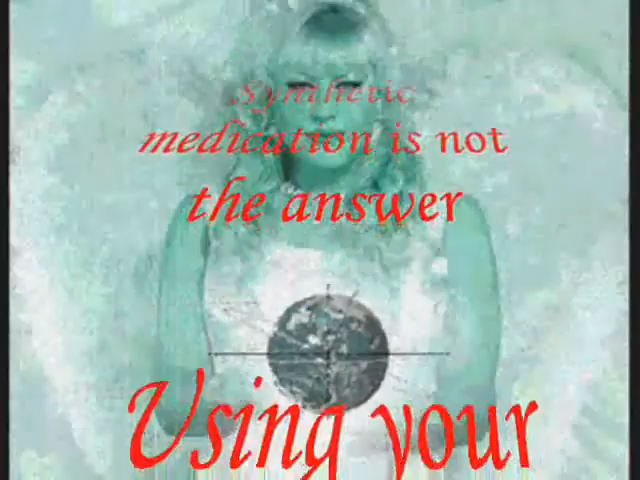 Synthetic
medication is not
the answer
Using your